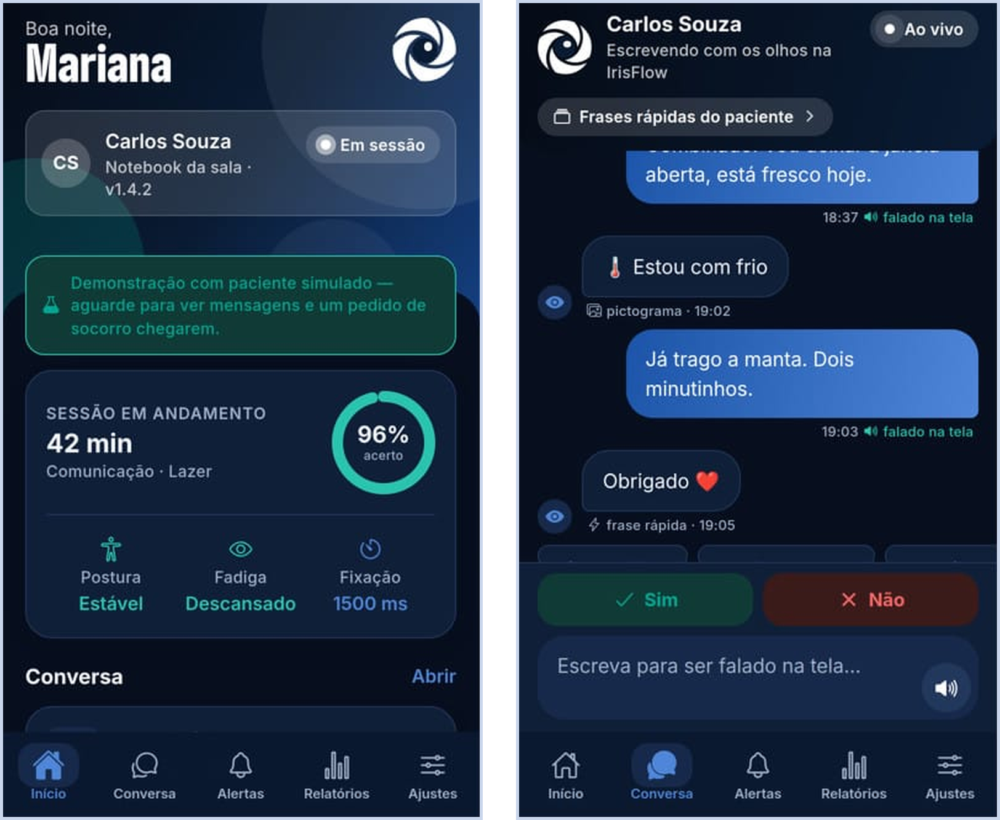 Boa noite,
Mariana
CS
Carlos Souza
Notebook da sala ·
v1.4.2
Em sessão
Demonstração com paciente simulado —
aguarde para ver mensagens e um pedido de
socorro chegarem.
SESSÃO EM ANDAMENTO
42 min
Comunicação · Lazer
96%
acerto
Postura
Estável
Fadiga
Descansado
Fixação
1500 ms
Conversa
Abrir
Início
Conversa
Alertas
Relatórios
Ajustes
Carlos Souza
Escrevendo com os olhos na
IrisFlow
Ao vivo
Frases rápidas do paciente
aberta, está fresco hoje.
18:37 falado na tela
Estou com frio
pictograma · 19:02
Já trago a manta. Dois
minutinhos.
19:03 falado na tela
Obrigado ❤️
frase rápida · 19:05
Sim
Não
Escreva para ser falado na tela...
Início
Conversa
Alertas
Relatórios
Ajustes